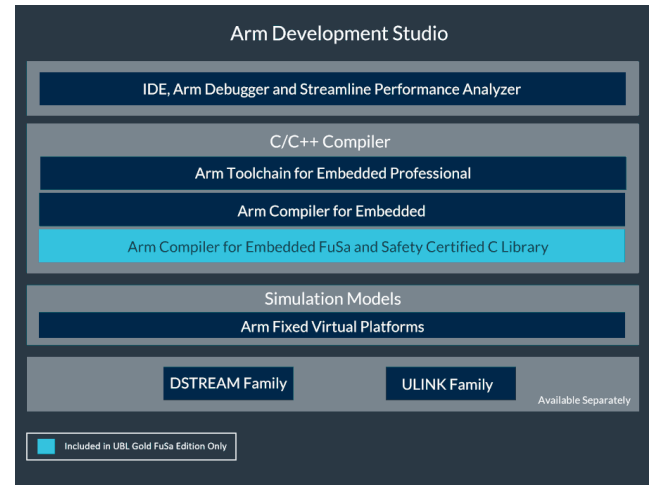 Arm Development Studio
IDE, Arm Debugger and Streamline Performance Analyzer
C/C++ Compiler
Arm Toolchain for Embedded Professional
Arm Compiler for Embedded
Arm Compiler for Embedded FuSa and Safety Certified C Library
Simulation Models
Arm Fixed Virtual Platforms
DSTREAM Family
ULINK Family
Available Separately
Included in UBL Gold FuSa Edition Only